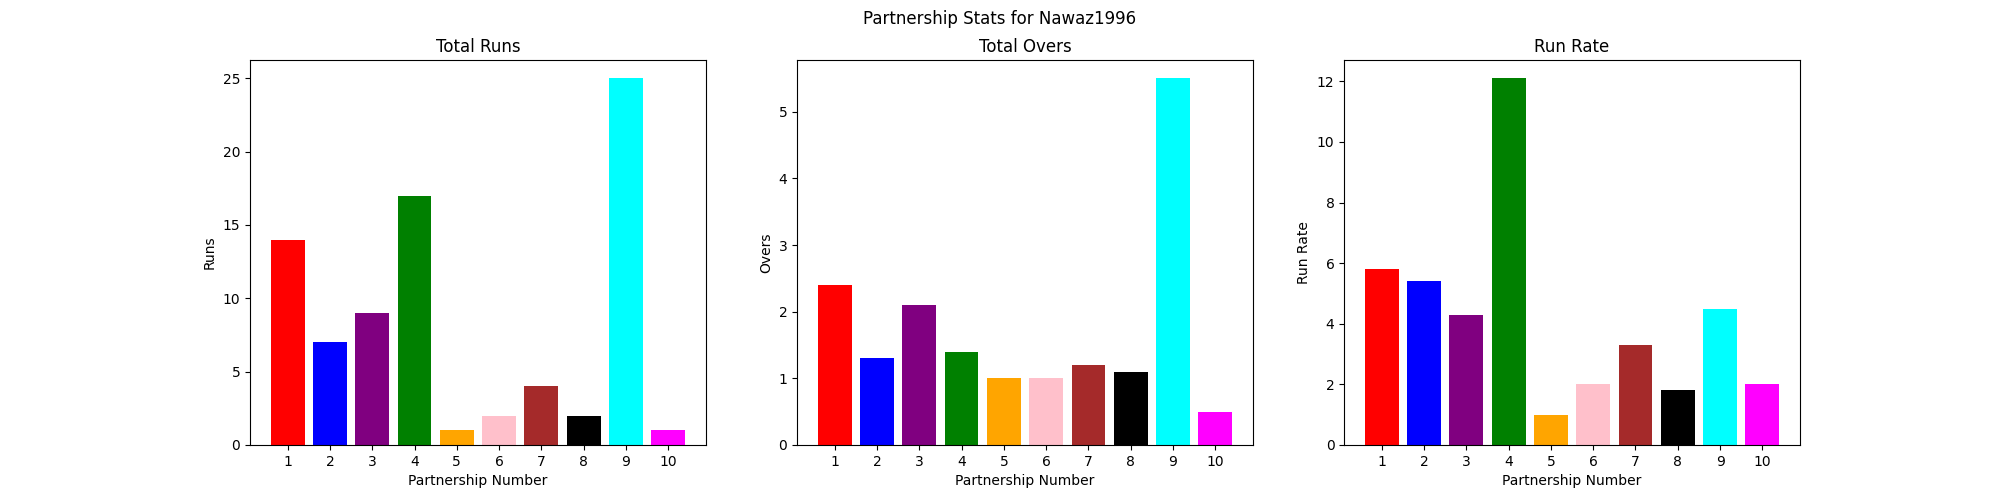 Partnership Stats for Nawaz1996
Total Runs
25
20
15
10
5
0
Runs
1 2 3 4 5 6 7 8 9 10
Partnership Number
Total Overs
5
4
3
2
1
0
Overs
1 2 3 4 5 6 7 8 9 10
Partnership Number
Run Rate
12
10
8
6
4
2
0
Run Rate
1 2 3 4 5 6 7 8 9 10
Partnership Number